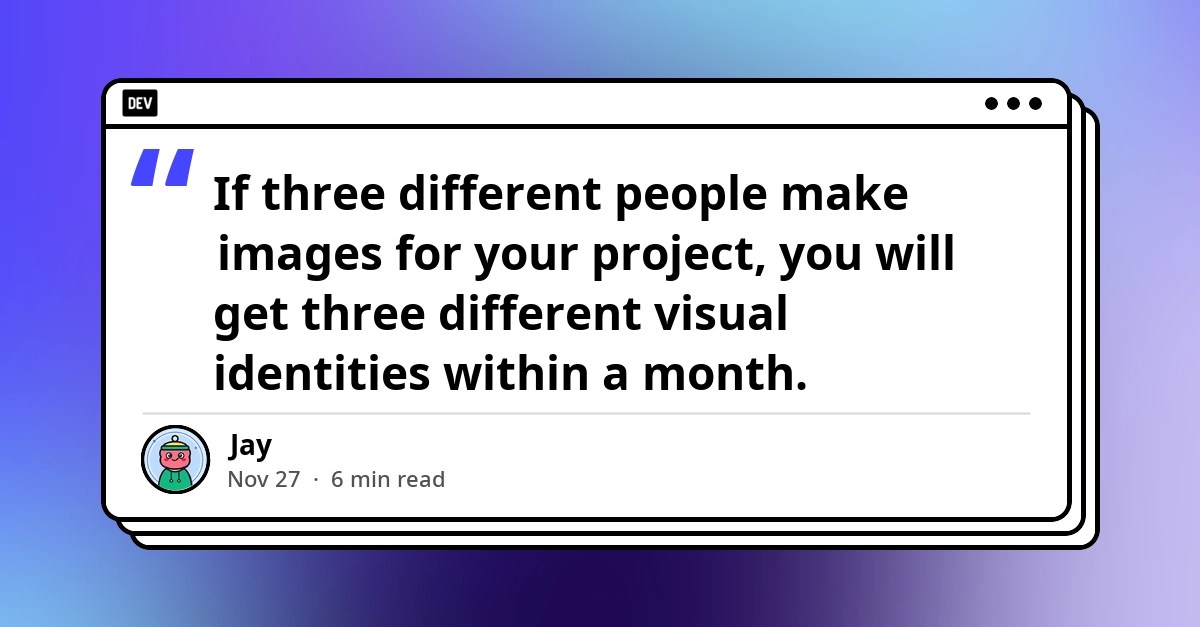 DEV
“ If three different people make
images for your project, you will
get three different visual
identities within a month.
Jay
Nov 27 · 6 min read